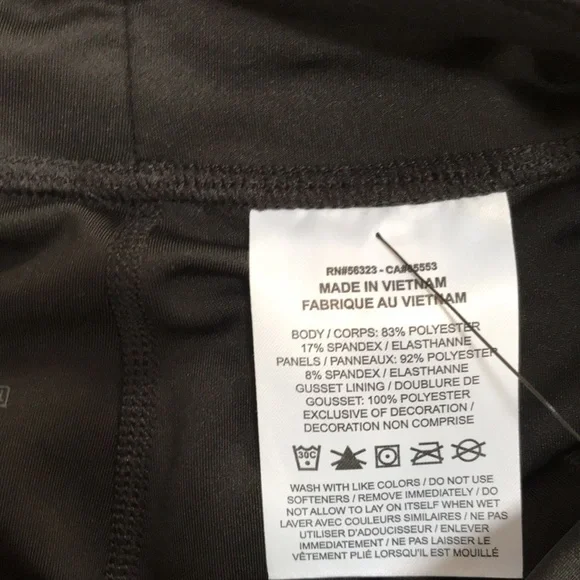 RN#56323 - CA#05553
MADE IN VIETNAM
FABRIQUE AU VIETNAM
BODY / CORPS: 83% POLYESTER
17% SPANDEX / ELASTHANNE
PANELS / PANNEAUX: 92% POLYESTER
8% SPANDEX / ELASTHANNE
GUSSET LINING / DOUBLURE DE
GOUSSET: 100% POLYESTER
EXCLUSIVE OF DECORATION /
DECORATION NON COMPRISE
30C
WASH WITH LIKE COLORS / DO NOT USE
SOFTENERS / REMOVE IMMEDIATELY / DO
NOT ALLOW TO LAY ON ITSELF WHEN WET
LAVER AVEC COULEURS SIMILAIRES / NE PAS
UTILISER D'ADOUCISSANT / ENLEVER
IMMÉDIATEMENT / NE PAS LAISSER LE
VÊTEMENT PLIÉ LORSQU'IL EST MOUILLÉ